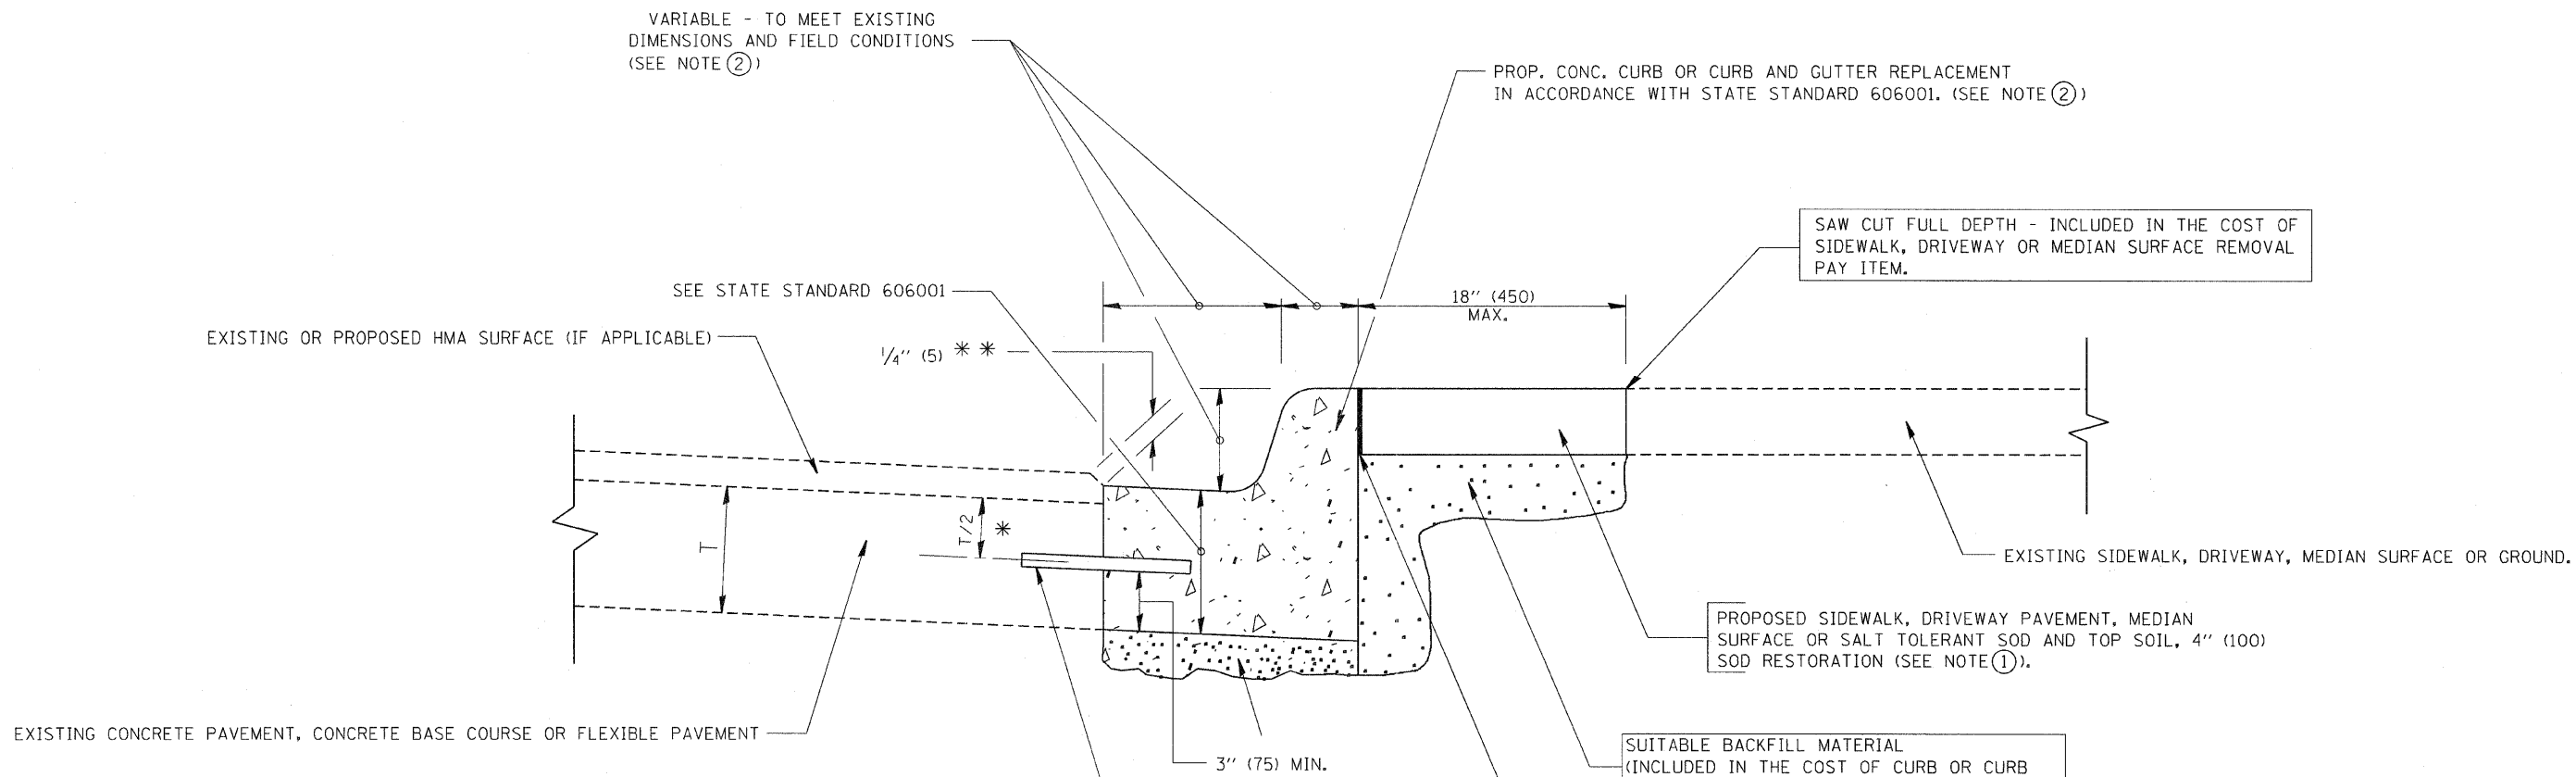 VARIABLE - TO MEET EXISTING
DIMENSIONS AND FIELD CONDITIONS
(SEE NOTE ②)
PROP. CONC. CURB OR CURB AND GUTTER REPLACEMENT
IN ACCORDANCE WITH STATE STANDARD 606001. (SEE NOTE ②)
SAW CUT FULL DEPTH - INCLUDED IN THE COST OF
SIDEWALK, DRIVEWAY OR MEDIAN SURFACE REMOVAL
PAY ITEM.
SEE STATE STANDARD 606001
18" (450)
MAX.
EXISTING OR PROPOSED HMA SURFACE (IF APPLICABLE)
1/4" (5) * *
T
T/2 *
EXISTING SIDEWALK, DRIVEWAY, MEDIAN SURFACE OR GROUND.
PROPOSED SIDEWALK, DRIVEWAY PAVEMENT, MEDIAN
SURFACE OR SALT TOLERANT SOD AND TOP SOIL, 4" (100)
SOD RESTORATION (SEE NOTE ①).
EXISTING CONCRETE PAVEMENT, CONCRETE BASE COURSE OR FLEXIBLE PAVEMENT
3" (75) MIN.
SUITABLE BACKFILL MATERIAL
(INCLUDED IN THE COST OF CURB OR CURB